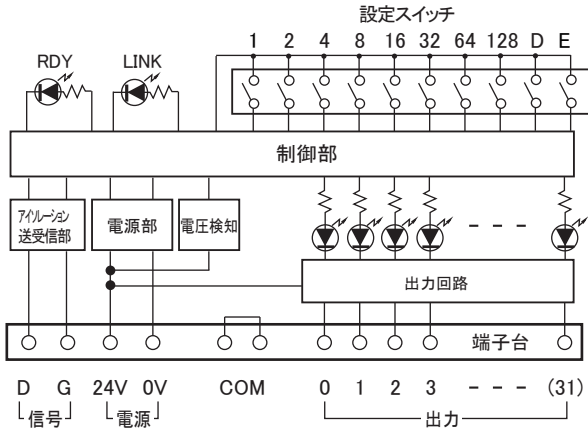 設定スイッチ
RDY LINK 1 2 4 8 16 32 64 128 D E
制御部
アイソレーション
送受信部
電源部
電圧検知
出力回路
端子台
D G 24V 0V COM 0 1 2 3 - - - (31)
信号 電源 出力